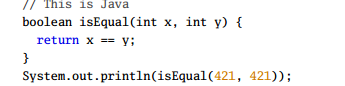 // This is Java
boolean isEqual(int x, int y) {
  return x == y;
}
System.out.println(isEqual(421, 421));